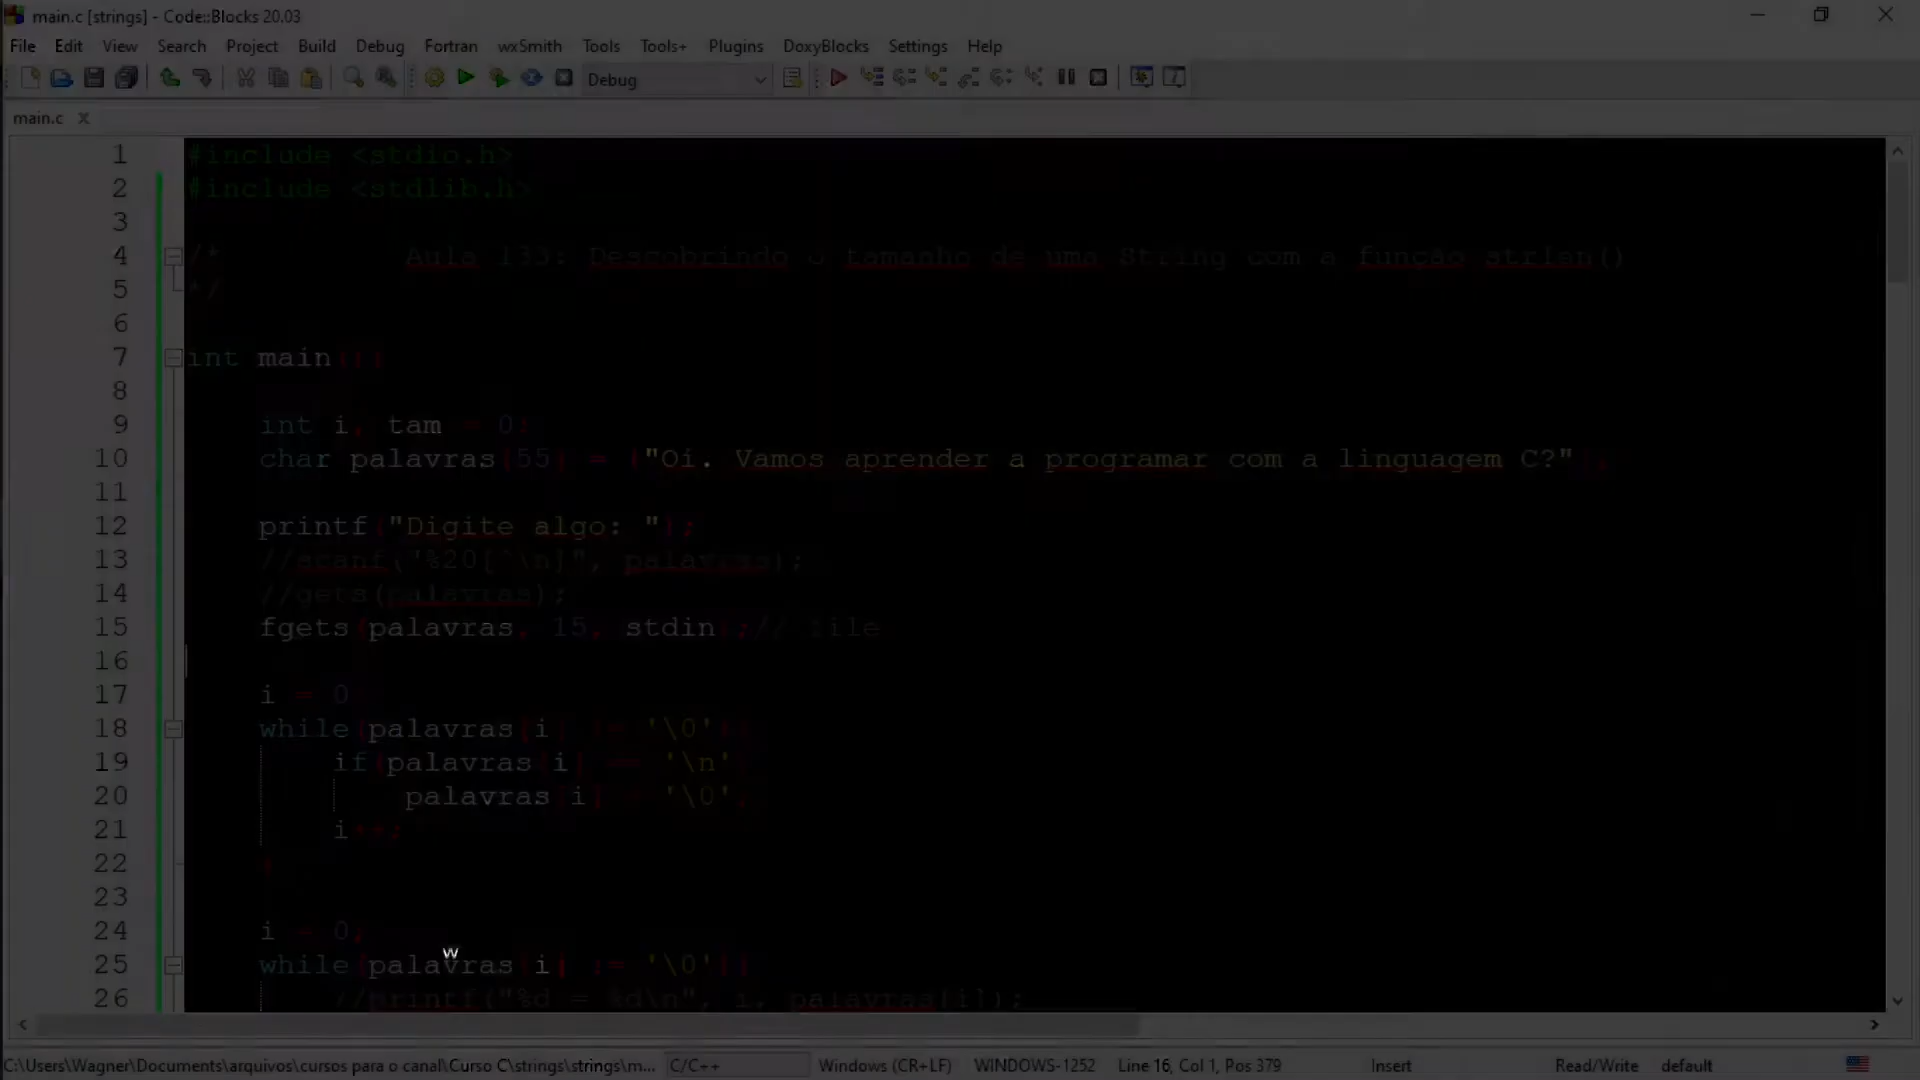 main.c [strings] - Code::Blocks 20.03
File Edit View Search Project Build Debug Fortran wxSmith Tools Tools+ Plugins DoxyBlocks Settings Help
Debug
main.c X
1 #include <stdio.h>
2 #include <stdlib.h>
3
4 /* Aula 133: Descobrindo o tamanho de uma String com a função strlen()
5 */
6
7 int main(){
8
9 int i, tam = 0;
10 char palavras[55] = {"Oi. Vamos aprender a programar com a linguagem C?"};
11
12 printf("Digite algo: ");
13 //scanf("%20[^\n]", palavras);
14 //gets(palavras);
15 fgets(palavras, 15, stdin);// file
16
17 i = 0;
18 while(palavras[i] != '\0'){
19 if(palavras[i] == '\n')
20 palavras[i] = '\0';
21 i++;
22 }
23
24 i = 0;
25 while(palavras[i] != '\0'){
26 //printf("%d = %d\n", i, palavras[i]);
w
C:\Users\Wagner\Documents\arquivos\cursos para o canal\Curso C\strings\strings\m... C/C++ Windows (CR+LF) WINDOWS-1252 Line 16, Col 1, Pos 379 Insert Read/Write default